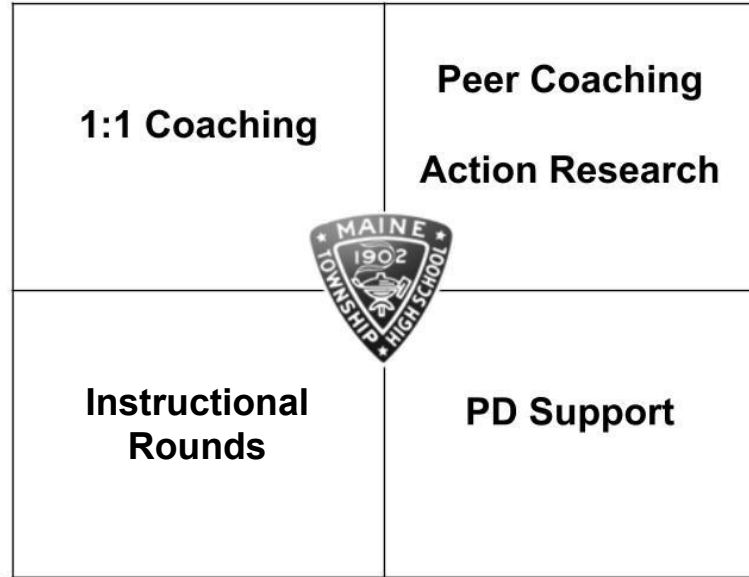 1:1 Coaching
Peer Coaching
Action Research
MAINE
TOWNSHIP
HIGH SCHOOL
1902
Instructional
Rounds
PD Support